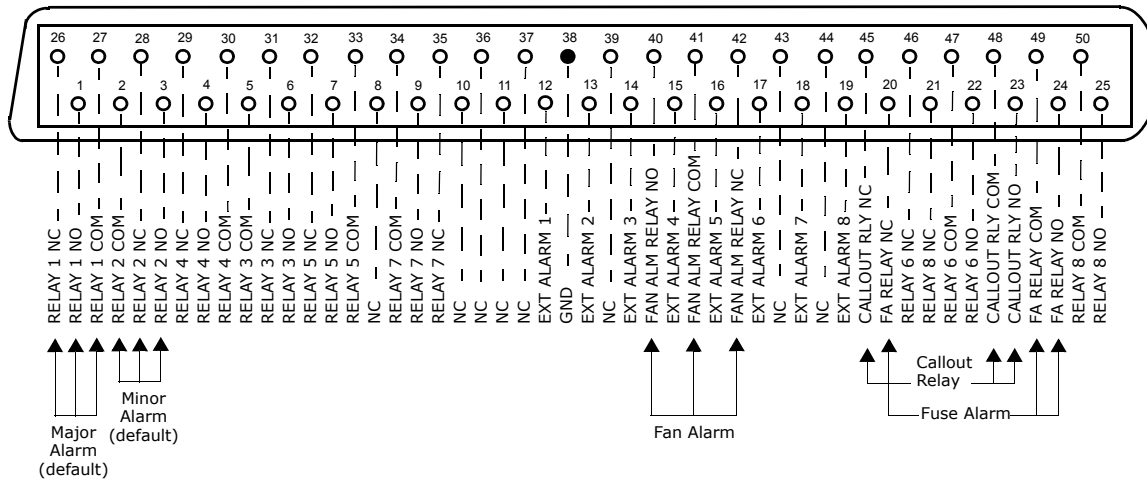 26 27 28 29 30 31 32 33 34 35 36 37 38 39 40 41 42 43 44 45 46 47 48 49 50
1 2 3 4 5 6 7 8 9 10 11 12 13 14 15 16 17 18 19 20 21 22 23 24 25
RELAY 1 NC
RELAY 1 NO
RELAY 1 COM
RELAY 2 COM
RELAY 2 NC
RELAY 2 NO
RELAY 4 NC
RELAY 4 NO
RELAY 4 COM
RELAY 3 COM
RELAY 3 NC
RELAY 3 NO
RELAY 5 NC
RELAY 5 NO
RELAY 5 COM
NC
RELAY 7 COM
RELAY 7 NO
RELAY 7 NC
NC
NC
NC
NC
EXT ALARM 1
GND
EXT ALARM 2
NC
EXT ALARM 3
FAN ALM RELAY NO
EXT ALARM 4
FAN ALM RELAY COM
EXT ALARM 5
FAN ALM RELAY NC
EXT ALARM 6
NC
EXT ALARM 7
NC
EXT ALARM 8
CALLOUT RLY NC
FA RELAY NC
RELAY 6 NC
RELAY 8 NC
RELAY 6 COM
RELAY 6 NO
CALLOUT RLY COM
CALLOUT RLY NO
FA RELAY COM
FA RELAY NO
RELAY 8 COM
RELAY 8 NO
Major
Alarm
(default)
Minor
Alarm
(default)
Fan Alarm
Callout
Relay
Fuse Alarm